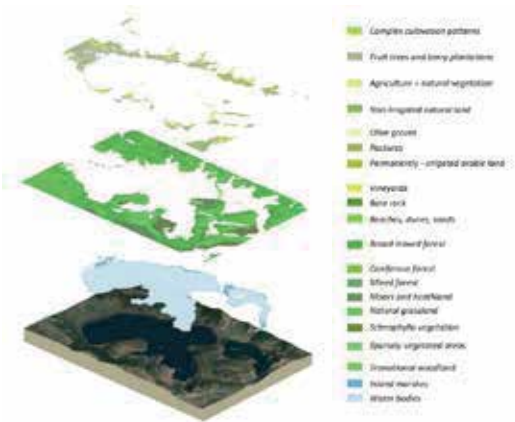 Complex cultivation patterns
Fruit trees and berry plantations
Agriculture + natural vegetation
Non-irrigated natural land
Olive groves
Pastures
Permanently - irrigated arable land
Vineyards
Bare rock
Beaches, dunes, sands
Broad-leaved forest
Coniferous forest
Mixed forest
Moors and heathland
Natural grassland
Sclerophylle vegetation
Sparsely vegetated areas
Transitional woodland
Inland marshes
Water bodies